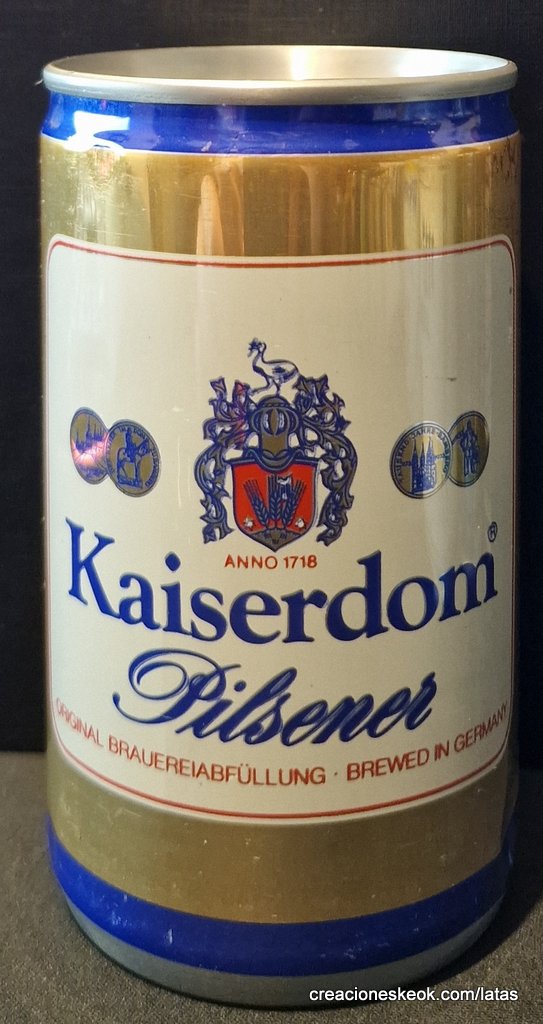 ANNO 1718
Kaiserdom®
Pilsener
ORIGINAL BRAUEREIABFÜLLUNG · BREWED IN GERMANY
creacioneskeok.com/latas